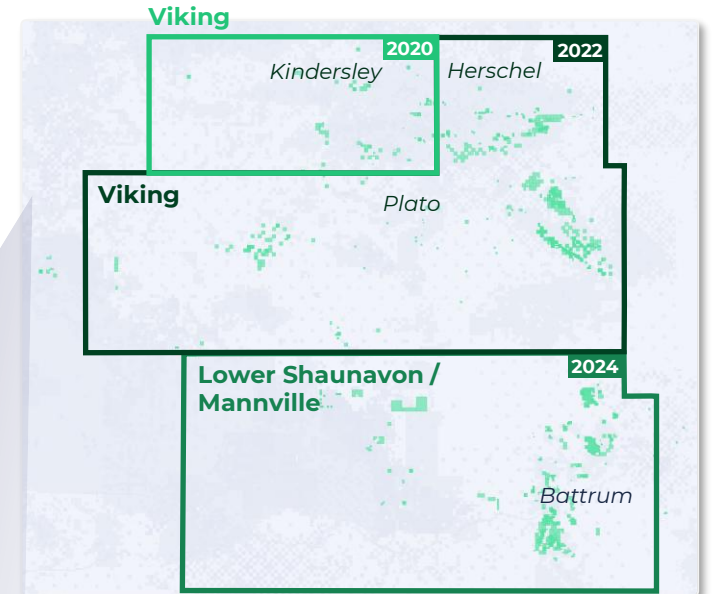 Viking
2020
2022
Kindersley
Herschel
Viking
Plato
Lower Shaunavon /
Mannville
2024
Battrum